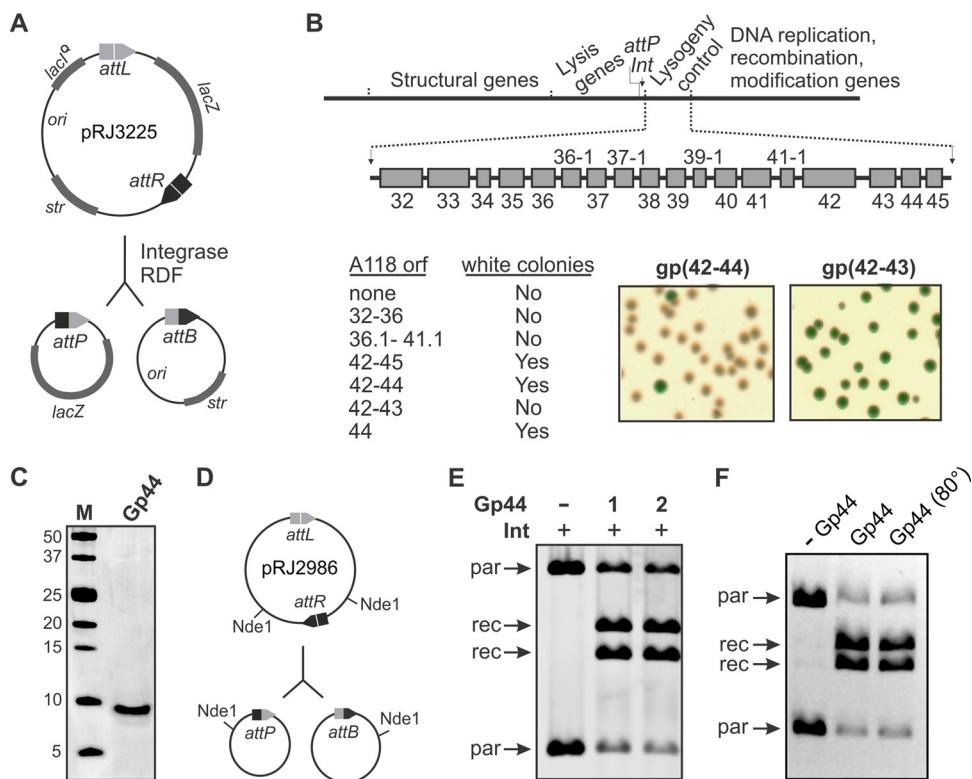 A
lacIQ
attL
lacZ
ori
pRJ3225
attR
str
Integrase
RDF
attP
attB
ori
lacZ
str
B
Structural genes
Lysis
genes
attP
Int
Lysogeny
control
DNA replication,
recombination,
modification genes
36-1 37-1 39-1 41-1
32 33 34 35 36 37 38 39 40 41 42 43 44 45
A118 orf white colonies
none No
32-36 No
36.1- 41.1 No
42-45 Yes
42-44 Yes
42-43 No
44 Yes
gp(42-44) gp(42-43)
C
M Gp44
50
37
25
20
15
10
5
D
attL
pRJ2986
attR
Nde1 Nde1
Nde1 Nde1
attP attB
E
Gp44 – 1 2
Int + + +
par
rec
rec
par
F
- Gp44 Gp44 Gp44 (80°)
par
rec
rec
par